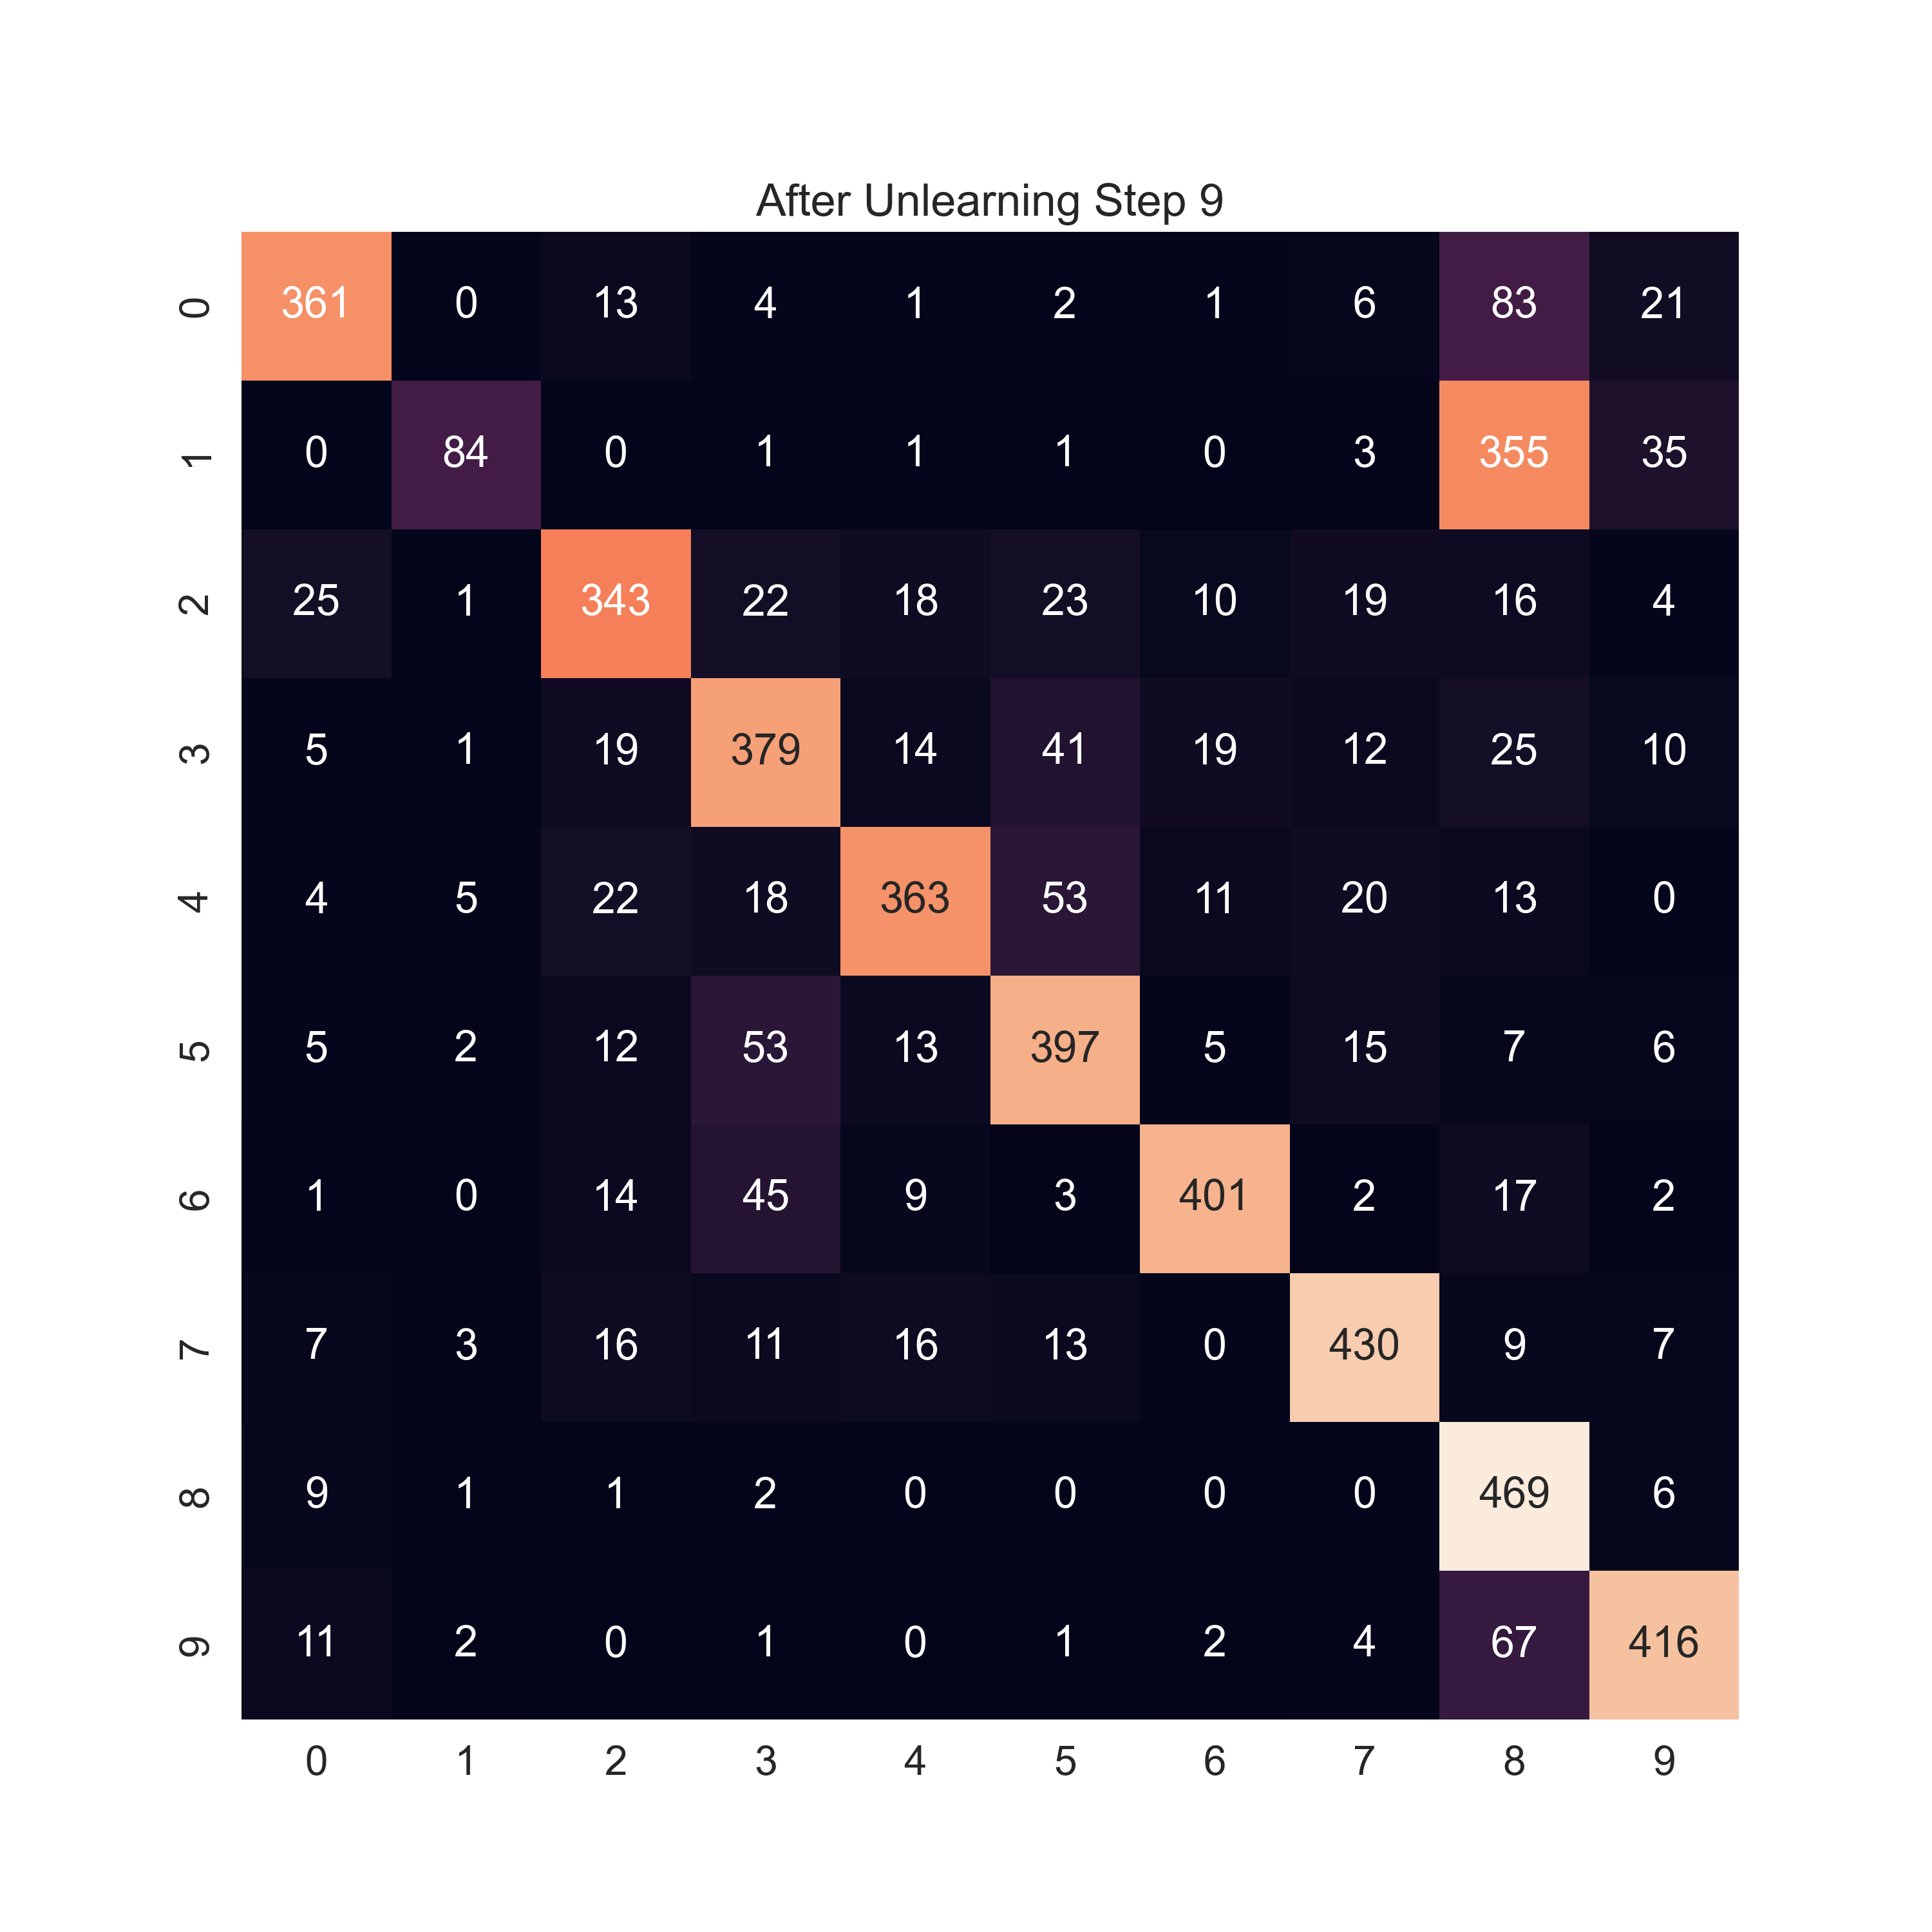 After Unlearning Step 9
0 361 0 13 4 1 2 1 6 83 21
1 0 84 0 1 1 1 0 3 355 35
2 25 1 343 22 18 23 10 19 16 4
3 5 1 19 379 14 41 19 12 25 10
4 4 5 22 18 363 53 11 20 13 0
5 5 2 12 53 13 397 5 15 7 6
6 1 0 14 45 9 3 401 2 17 2
7 7 3 16 11 16 13 0 430 9 7
8 9 1 1 2 0 0 0 0 469 6
9 11 2 0 1 0 1 2 4 67 416
0 1 2 3 4 5 6 7 8 9